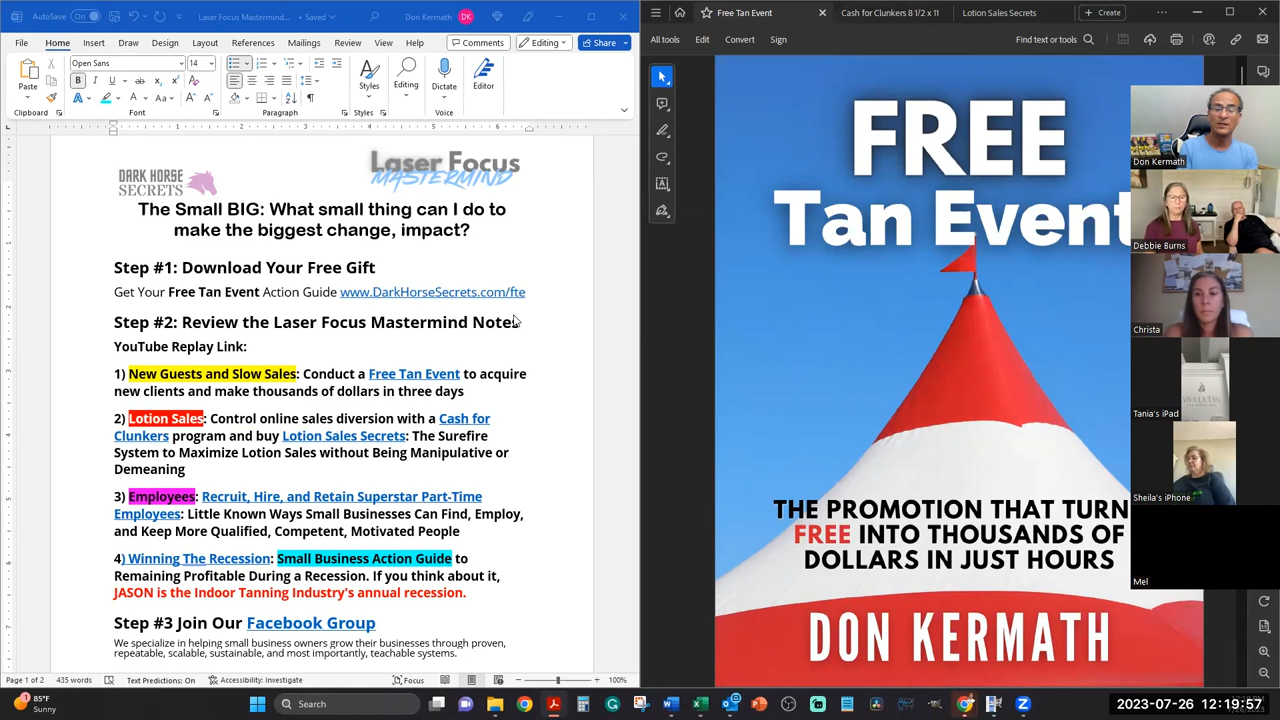 AutoSave Off
Laser Focus Mastermind... • Saved
Don Kermath DK
File Home Insert Draw Design Layout References Mailings Review View Help
Comments Editing Share
Open Sans 14
Paste
Styles
Editing
Dictate
Editor
Clipboard Font Paragraph Styles Voice
DARK HORSE
SECRETS
Laser Focus
MASTERMIND
The Small BIG: What small thing can I do to
make the biggest change, impact?
Step #1: Download Your Free Gift
Get Your Free Tan Event Action Guide www.DarkHorseSecrets.com/fte
Step #2: Review the Laser Focus Mastermind Notes
YouTube Replay Link:
1) New Guests and Slow Sales: Conduct a Free Tan Event to acquire
new clients and make thousands of dollars in three days
2) Lotion Sales: Control online sales diversion with a Cash for
Clunkers program and buy Lotion Sales Secrets: The Surefire
System to Maximize Lotion Sales without Being Manipulative or
Demeaning
3) Employees: Recruit, Hire, and Retain Superstar Part-Time
Employees: Little Known Ways Small Businesses Can Find, Employ,
and Keep More Qualified, Competent, Motivated People
4) Winning The Recession: Small Business Action Guide to
Remaining Profitable During a Recession. If you think about it,
JASON is the Indoor Tanning Industry's annual recession.
Step #3 Join Our Facebook Group
We specialize in helping small business owners grow their businesses through proven,
repeatable, scalable, sustainable, and most importantly, teachable systems.
Page 1 of 2 435 words Text Predictions: On Accessibility: Investigate Focus 100%
Free Tan Event
Cash for Clunkers 8 1/2 x 11
Lotion Sales Secrets
Create
All tools Edit Convert Sign
Find text or tools
FREE
Tan Event
THE PROMOTION THAT TURN
FREE INTO THOUSANDS OF
DOLLARS IN JUST HOURS
DON KERMATH
Don Kermath
Debbie Burns
Christa
Tania's iPad
Sheila's iPhone
Mel
85°F
Sunny
Search
2023-07-26 12:19:57